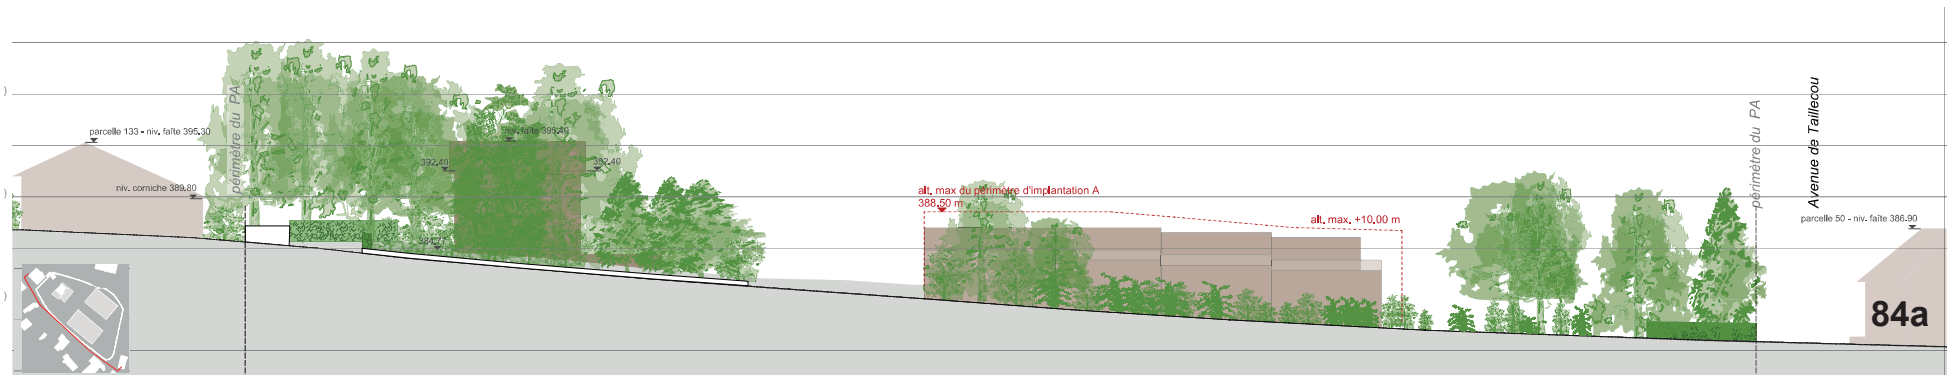 parcelle 133 - niv. faîte 395.30
niv. corniche 389.80
périmètre du PA
niv. faîte 395.40
392.40
392.40
384.77
alt. max du périmètre d'implantation A
388.50 m
alt. max. +10.00 m
périmètre du PA
Avenue de Taillecou
parcelle 50 - niv. faîte 386.90
84a
)
)
)
)